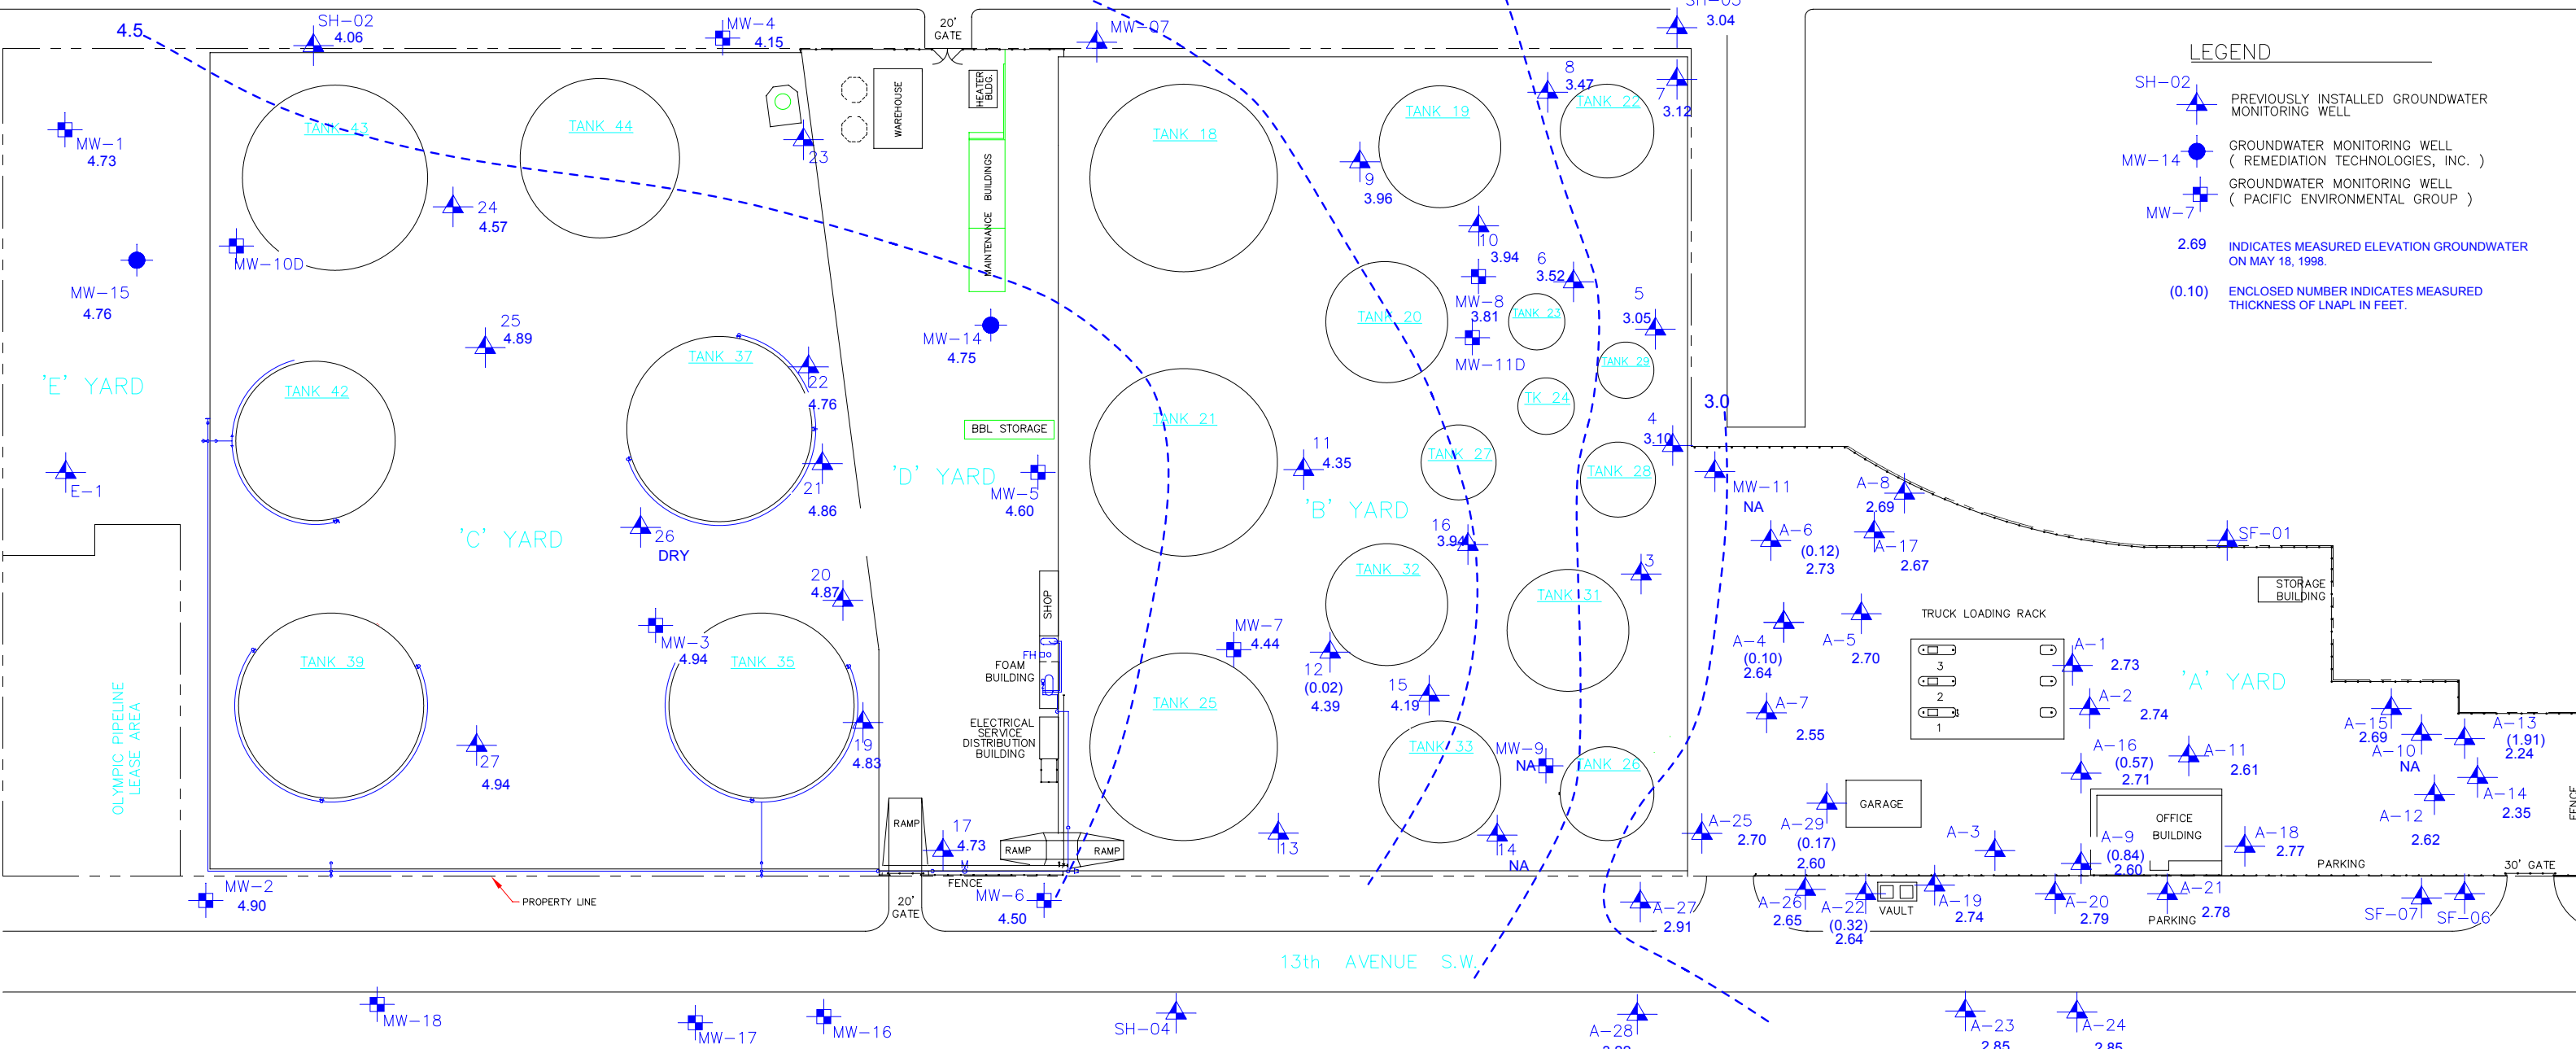 4.5
SH-02
4.06
MW-4
4.15
20'
GATE
MW-07
3.04
MW-1
4.73
TANK 43
TANK 44
23
WAREHOUSE
HEATER
BLDG.
MAINTENANCE BUILDINGS
TANK 18
TANK 19
8
3.47
TANK 22
7
3.12
9
3.96
24
4.57
MW-10D
MW-15
4.76
10
3.94
6
3.52
MW-8
3.81
5
3.05
TANK 23
TANK 20
MW-11D
TANK 29
25
4.89
MW-14
4.75
TANK 37
22
4.76
'E' YARD
TANK 42
TK 24
3.0
BBL STORAGE
TANK 21
11
4.35
TANK 27
TANK 28
4
3.10
E-1
21
4.86
'D' YARD
MW-5
4.60
'B' YARD
16
3.94
MW-11
NA
'C' YARD
26
DRY
20
4.87
TANK 32
TANK 31
3
SHOP
FH
MW-3
4.94
TANK 39
TANK 35
FOAM
BUILDING
MW-7
4.44
12
(0.02)
4.39
15
4.19
OLYMPIC PIPELINE
LEASE AREA
TANK 25
TANK 33
MW-9
NA
TANK 26
ELECTRICAL
SERVICE
DISTRIBUTION
BUILDING
19
4.83
27
4.94
RAMP
17
4.73
M
RAMP
RAMP
13
14
NA
MW-2
4.90
PROPERTY LINE
FENCE
20'
GATE
MW-6
4.50
13th AVENUE S.W.
MW-18
MW-17
MW-16
SH-04
A-28
A-8
2.69
A-6
(0.12)
2.73
A-17
2.67
SF-01
STORAGE
BUILDING
TRUCK LOADING RACK
3
2
1
A-4
(0.10)
2.64
A-5
2.70
A-1
2.73
A-2
2.74
'A' YARD
A-7
2.55
A-16
(0.57)
2.71
A-11
2.61
A-15
2.69
A-10
NA
A-13
(1.91)
2.24
A-14
2.35
A-12
2.62
FENCE
GARAGE
OFFICE
BUILDING
A-25
2.70
A-29
(0.17)
2.60
A-3
A-9
(0.84)
2.60
A-18
2.77
PARKING
30' GATE
A-27
2.91
A-26
2.65
A-22
(0.32)
2.64
VAULT
A-19
2.74
A-20
2.79
A-21
2.78
PARKING
SF-07
SF-06
A-23
2.85
A-24
2.85
LEGEND
SH-02
PREVIOUSLY INSTALLED GROUNDWATER
MONITORING WELL
MW-14
GROUNDWATER MONITORING WELL
( REMEDIATION TECHNOLOGIES, INC. )
MW-7
GROUNDWATER MONITORING WELL
( PACIFIC ENVIRONMENTAL GROUP )
2.69
INDICATES MEASURED ELEVATION GROUNDWATER
ON MAY 18, 1998.
(0.10)
ENCLOSED NUMBER INDICATES MEASURED
THICKNESS OF LNAPL IN FEET.